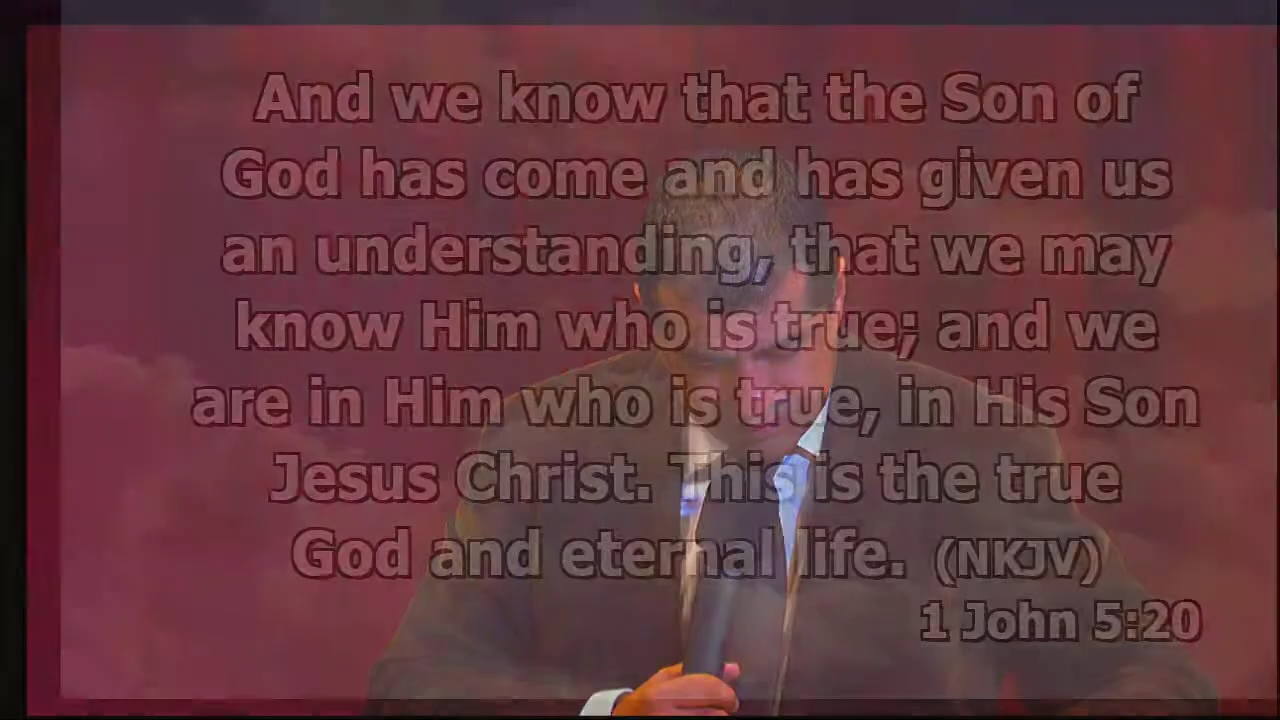 And we know that the Son of
God has come and has given us
an understanding, that we may
know Him who is true; and we
are in Him who is true, in His Son
Jesus Christ. This is the true
God and eternal life. (NKJV)
1 John 5:20